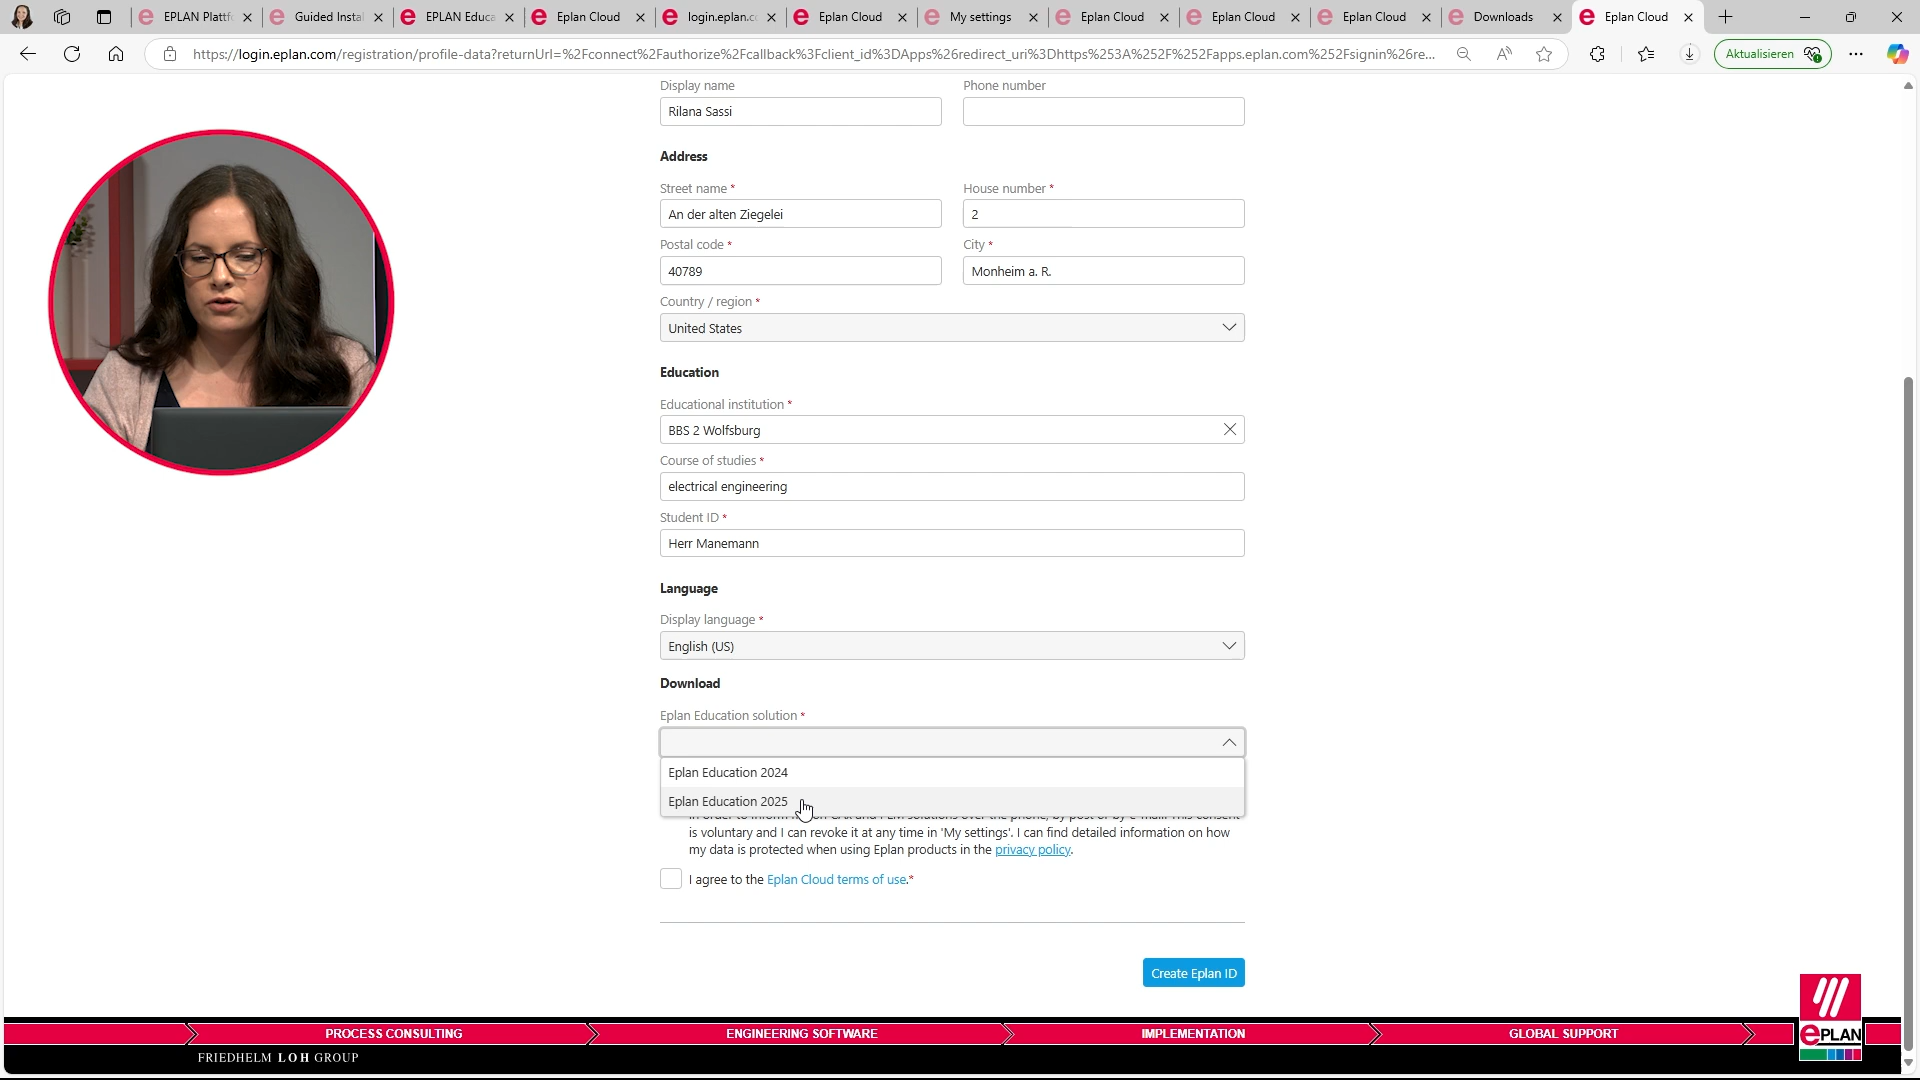 EPLAN Plattf
Guided Instal
EPLAN Educa
Eplan Cloud
login.eplan.c
Eplan Cloud
My settings
Eplan Cloud
Eplan Cloud
Eplan Cloud
Downloads
Eplan Cloud
https://login.eplan.com/registration/profile-data?returnUrl=%2Fconnect%2Fauthorize%2Fcallback%3Fclient_id%3DApps%26redirect_uri%3Dhttps%253A%252F%252Fapps.eplan.com%252Fsignin%26re...
Aktualisieren
Display name
Phone number
Rilana Sassi
Address
Street name *
House number *
An der alten Ziegelei
2
Postal code *
City *
40789
Monheim a. R.
Country / region *
United States
Education
Educational institution *
BBS 2 Wolfsburg
Course of studies *
electrical engineering
Student ID *
Herr Manemann
Language
Display language *
English (US)
Download
Eplan Education solution *
Eplan Education 2024
Eplan Education 2025
is voluntary and I can revoke it at any time in 'My settings'. I can find detailed information on how
my data is protected when using Eplan products in the privacy policy.
I agree to the Eplan Cloud terms of use.*
Create Eplan ID
PROCESS CONSULTING
ENGINEERING SOFTWARE
IMPLEMENTATION
GLOBAL SUPPORT
ePLAN
FRIEDHELM LOH GROUP